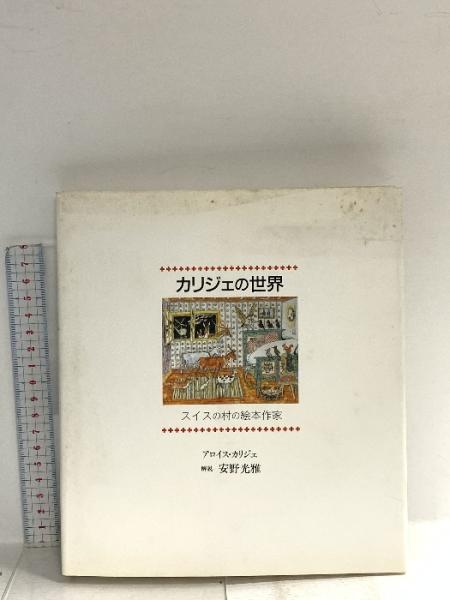 カリジェの世界
スイスの村の絵本作家
アロイス・カリジェ
解説 安野光雅